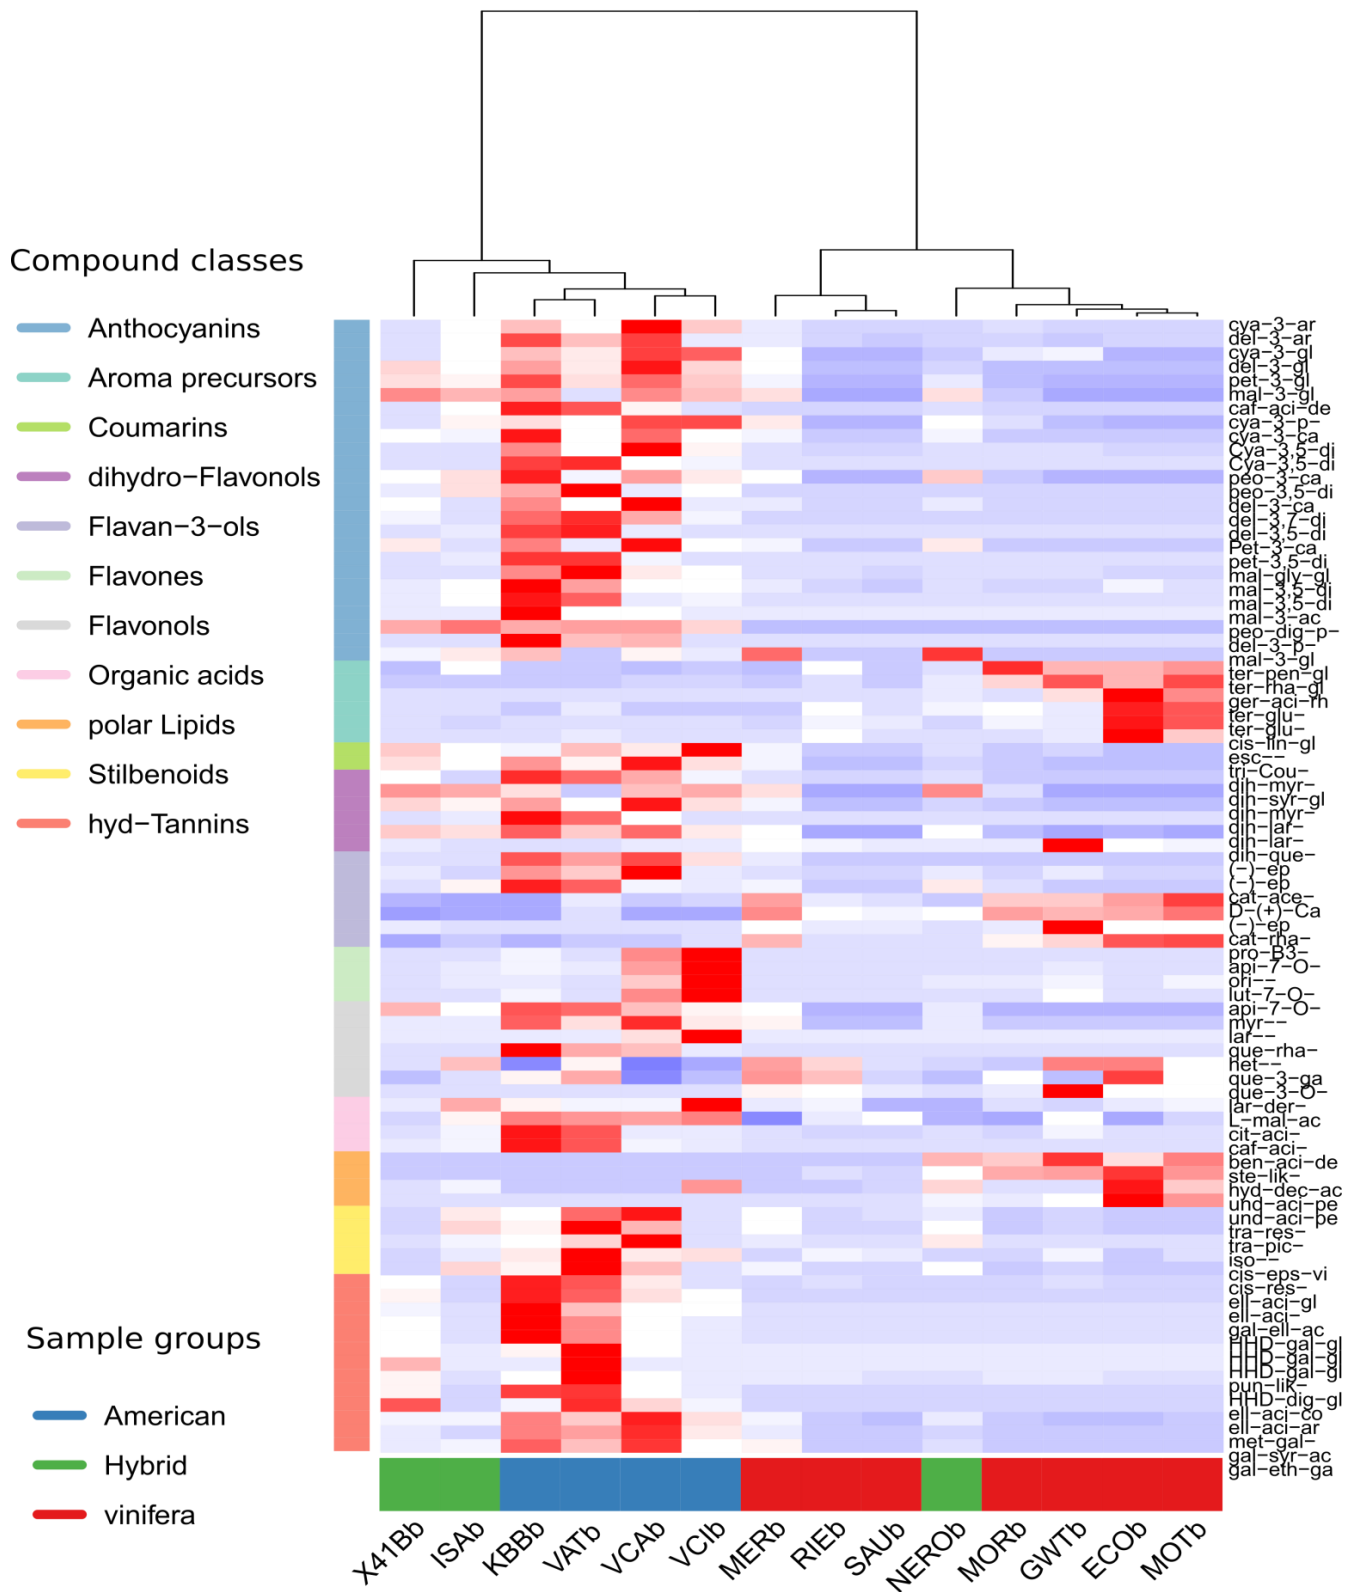 Compound classes
Anthocyanins
Aroma precursors
Coumarins
dihydro−Flavonols
Flavan−3−ols
Flavones
Flavonols
Organic acids
polar Lipids
Stilbenoids
hyd−Tannins
Sample groups
American
Hybrid
vinifera
cya−3−ar
del−3−ar
cya−3−gl
del−3−gl
pet−3−gl
mal−3−gl
caf−aci−de
cya−3−p−
cya−3−ca
Cya−3,5−di
Cya−3,5−di
peo−3−ca
peo−3,5−di
del−3−ca
del−3,7−di
del−3,5−di
Pet−3−ca
pet−3,5−di
mal−gly−gl
mal−3,5−di
mal−3,5−di
mal−3−ac
peo−dig−p−
del−3−p−
mal−3−gl
ter−pen−gl
ter−rha−gl
ger−aci−rh
ter−glu−
ter−glu−
cis−lin−gl
esc−−
tri−Cou−
dih−myr−
dih−syr−gl
dih−myr−
dih−lar−
dih−lar−
dih−que−
(−)−ep
(−)−ep
cat−ace−
D−(+)−Ca
(−)−ep
cat−rha−
pro−B3−
api−7−O−
ori−−
lut−7−O−
api−7−O−
myr−−
lar−−
que−rha−
het−−
que−3−ga
que−3−O−
lar−der−
L−mal−ac
cit−aci−
caf−aci−
ben−aci−de
ste−lik−
hyd−dec−ac
und−aci−pe
und−aci−pe
tra−res−
tra−pic−
iso−−
cis−eps−vi
cis−res−
ell−aci−gl
ell−aci−
gal−ell−ac
HHD−gal−gl
HHD−gal−gl
HHD−gal−gl
pun−lik−
HHD−dig−gl
ell−aci−co
ell−aci−ar
met−gal−
gal−syr−ac
gal−eth−ga
X41Bb
ISAb
KBBb
VATb
VCAb
VCIb
MERb
RIEb
SAUb
NEROb
MORb
GWTb
ECOb
MOTb